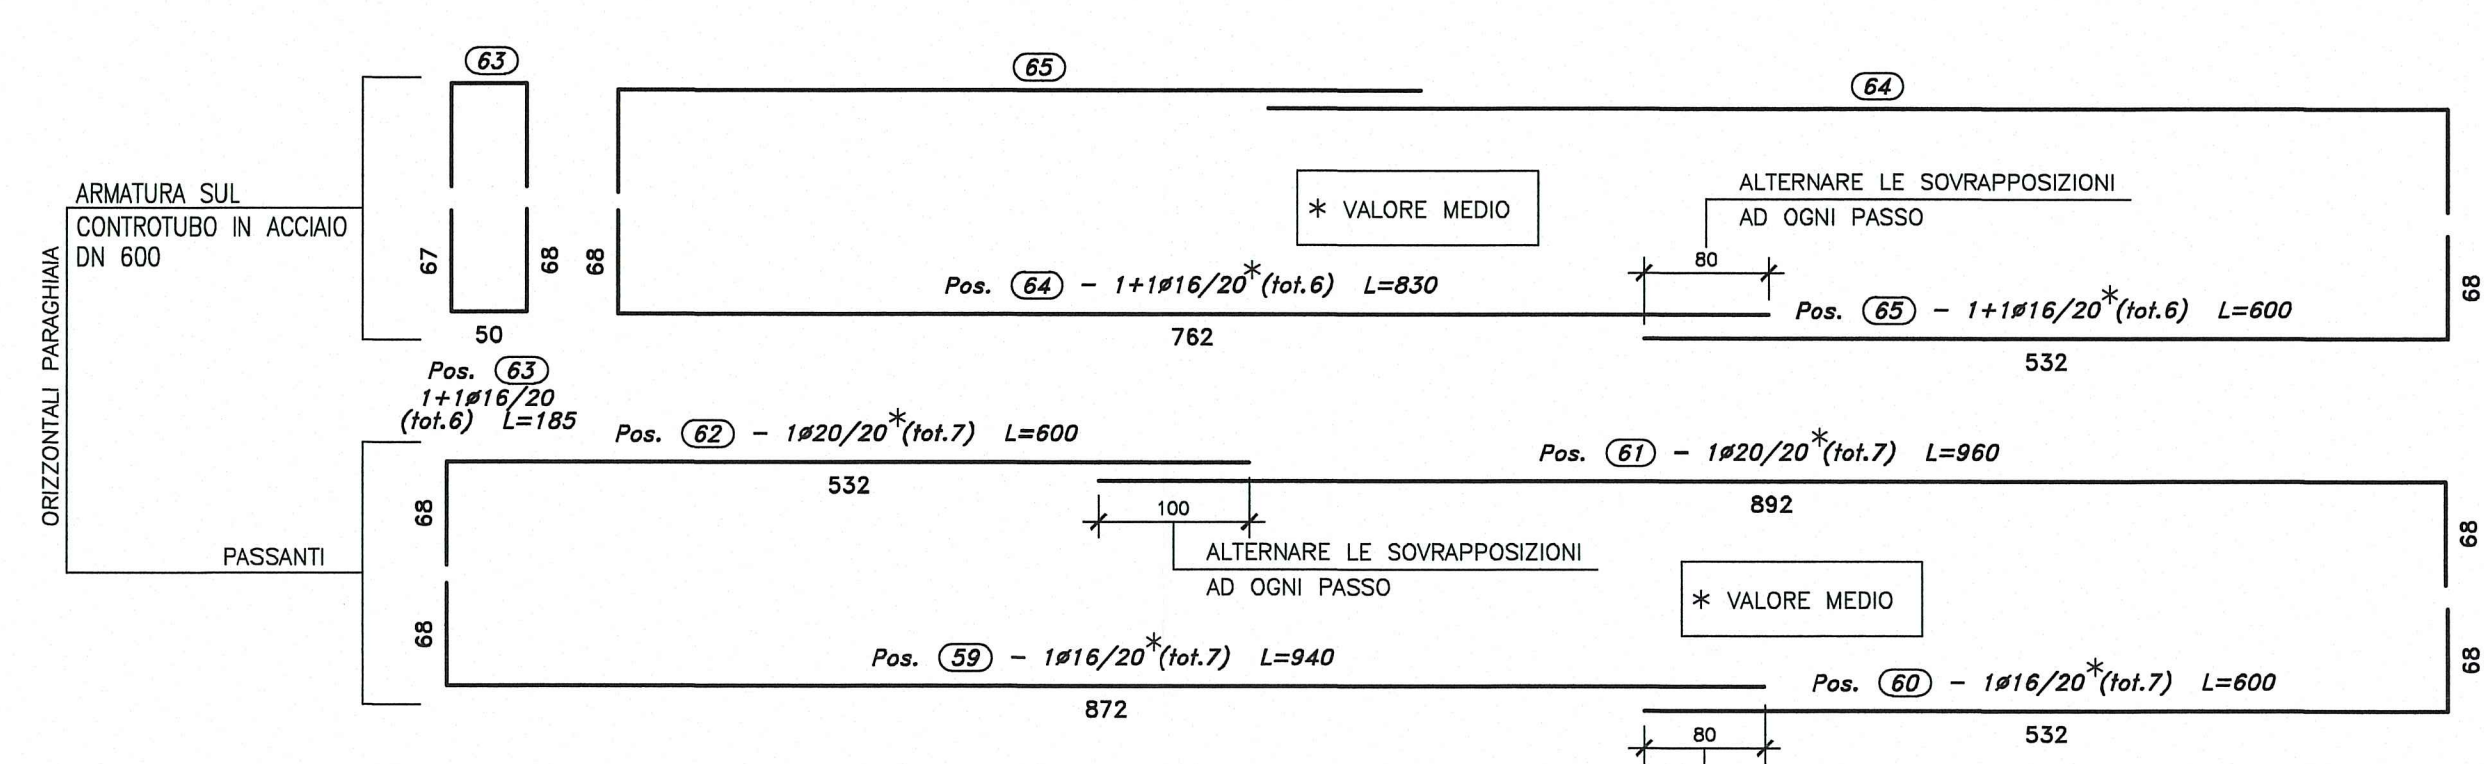 63
65
64
ARMATURA SUL
CONTROTUBO IN ACCIAIO
DN 600
ORIZZONTALI PARAGHIAIA
67
68
50
Pos. 63
1+1ø16/20
(tot.6) L=185
68
* VALORE MEDIO
ALTERNARE LE SOVRAPPOSIZIONI
AD OGNI PASSO
80
Pos. 64 - 1+1ø16/20*(tot.6) L=830
762
Pos. 65 - 1+1ø16/20*(tot.6) L=600
532
68
PASSANTI
Pos. 62 - 1ø20/20*(tot.7) L=600
532
68
100
ALTERNARE LE SOVRAPPOSIZIONI
AD OGNI PASSO
Pos. 61 - 1ø20/20*(tot.7) L=960
892
68
* VALORE MEDIO
68
Pos. 59 - 1ø16/20*(tot.7) L=940
872
Pos. 60 - 1ø16/20*(tot.7) L=600
532
68
80